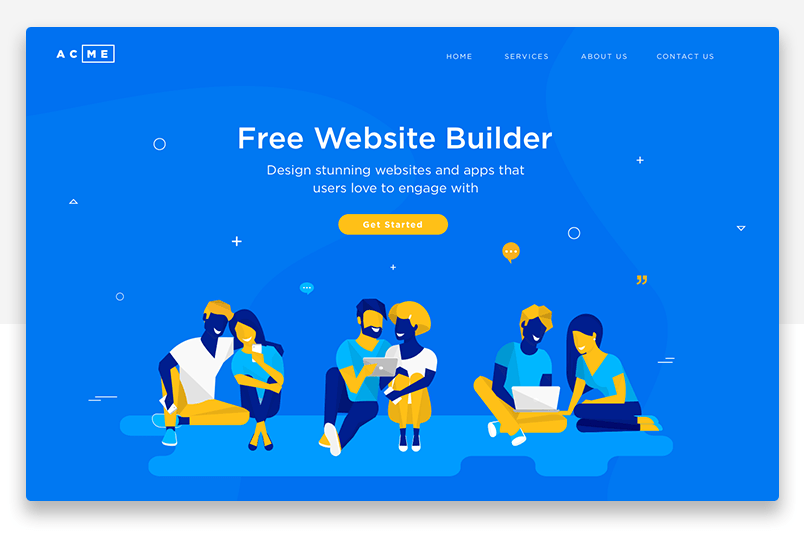 ACME
HOME SERVICES ABOUT US CONTACT US
Free Website Builder
Design stunning websites and apps that
users love to engage with
Get Started